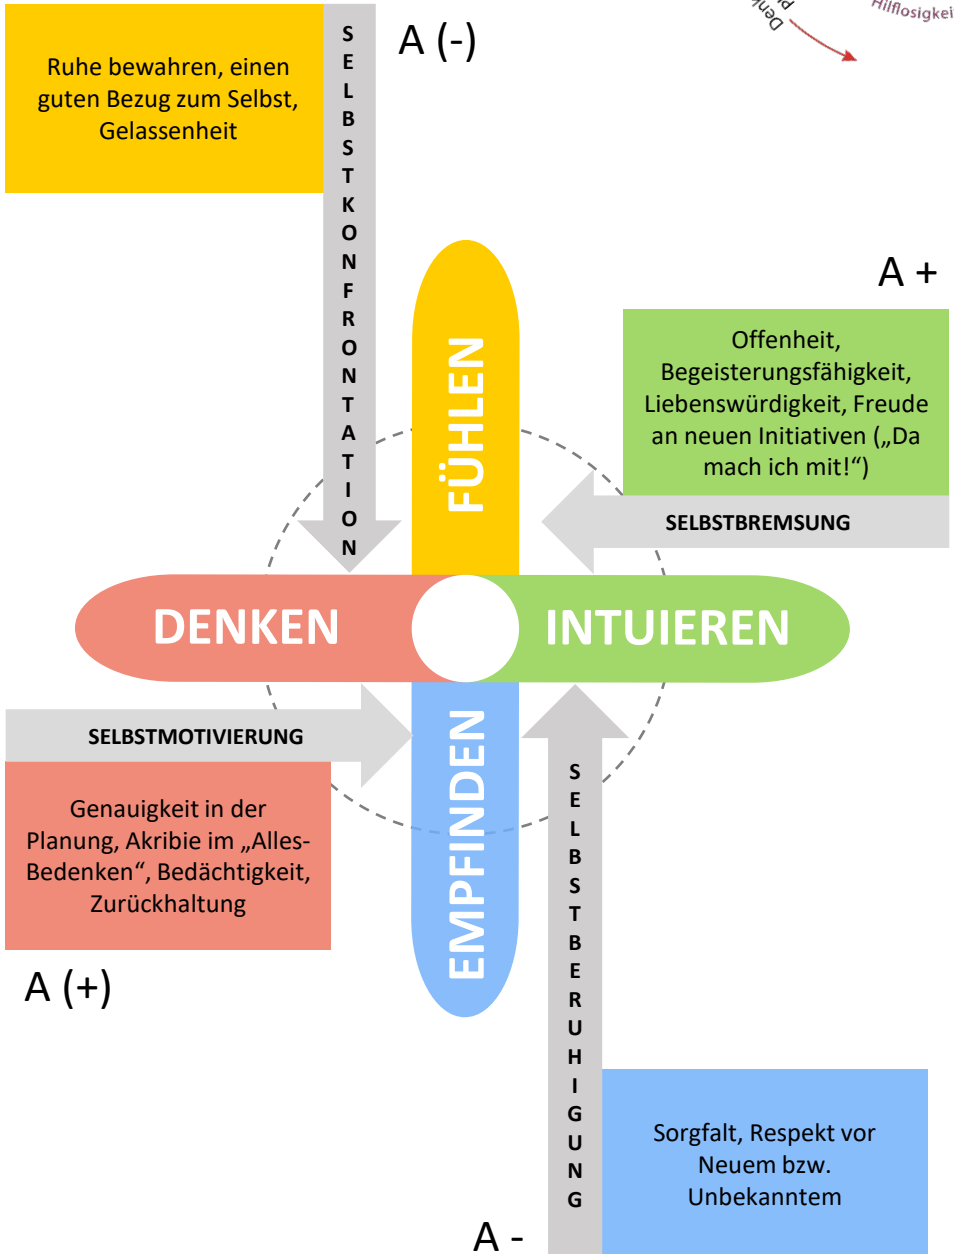 Denk
Hilflosigkei
A (-)
Ruhe bewahren, einen
guten Bezug zum Selbst,
Gelassenheit
SELBSTKONFRONTATION
A +
Offenheit,
Begeisterungsfähigkeit,
Liebenswürdigkeit, Freude
an neuen Initiativen („Da
mach ich mit!“)
SELBSTBREMSUNG
FÜHLEN
DENKEN
INTUIEREN
EMPFINDEN
SELBSTMOTIVIERUNG
Genauigkeit in der
Planung, Akribie im „Alles-
Bedenken“, Bedächtigkeit,
Zurückhaltung
A (+)
SELBSTBERUHIGUNG
Sorgfalt, Respekt vor
Neuem bzw.
Unbekanntem
A -